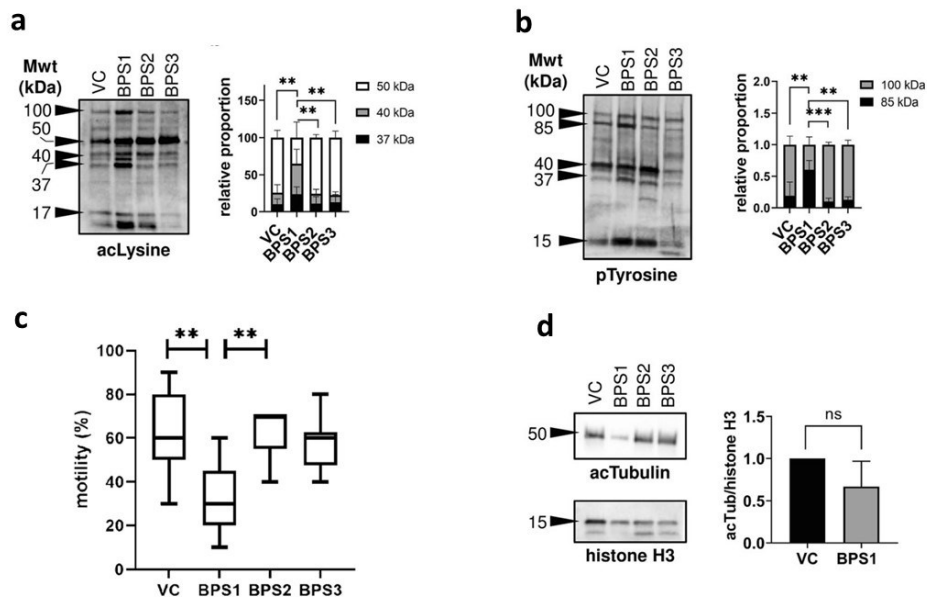 a
Mwt
(kDa)
VC
BPS1
BPS2
BPS3
100
50
40
37
17
acLysine
relative proportion
150
100
50
0
VC
BPS1
BPS2
BPS3
**
**
**
50 kDa
40 kDa
37 kDa
b
Mwt
(kDa)
VC
BPS1
BPS2
BPS3
100
85
40
37
15
pTyrosine
relative proportion
2.0
1.5
1.0
0.5
0.0
VC
BPS1
BPS2
BPS3
**
**
***
100 kDa
85 kDa
c
motility (%)
100
80
60
40
20
0
** **
VC BPS1 BPS2 BPS3
d
VC
BPS1
BPS2
BPS3
50
acTubulin
15
histone H3
acTub/histone H3
1.5
1.0
0.5
0.0
ns
VC BPS1